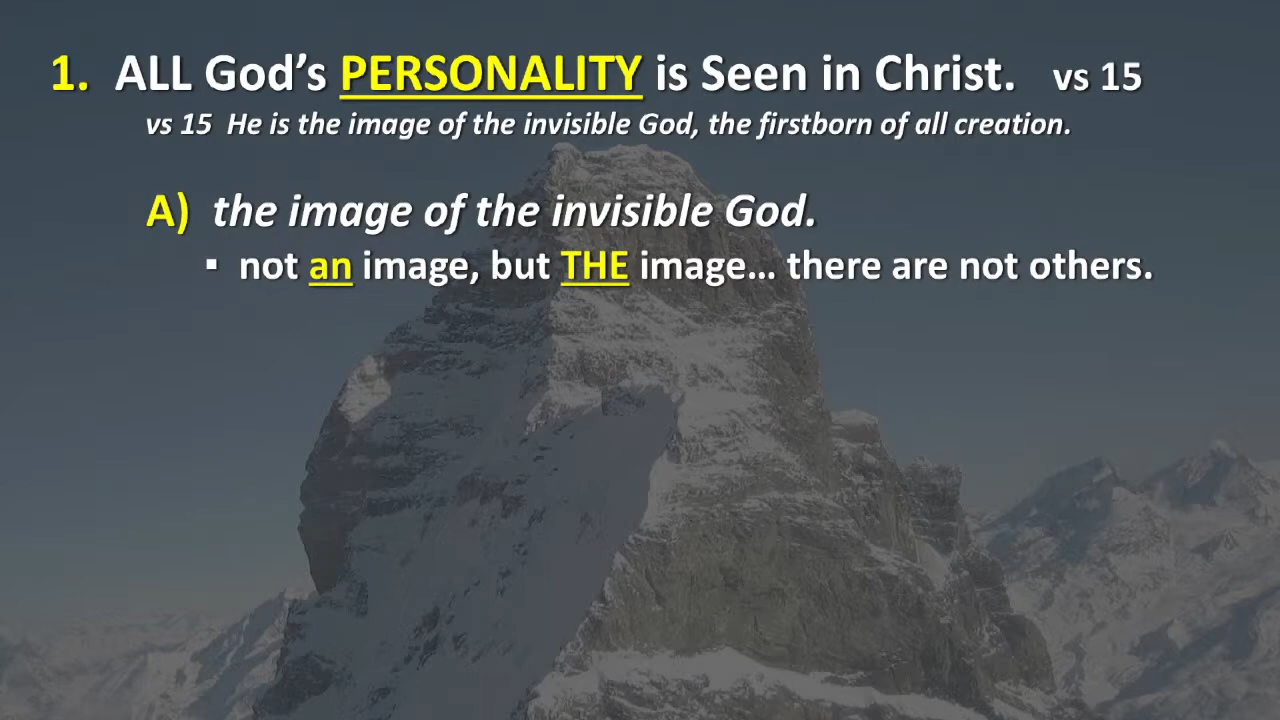 1. ALL God’s PERSONALITY is Seen in Christ. vs 15
vs 15 He is the image of the invisible God, the firstborn of all creation.
A) the image of the invisible God.
▪ not an image, but THE image... there are not others.